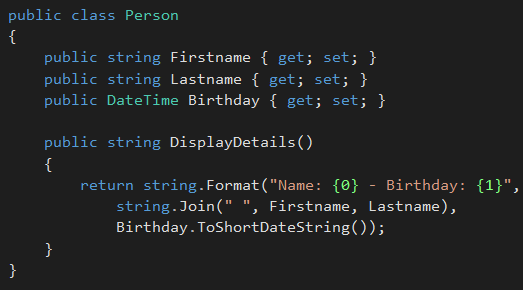 public class Person
{
    public string Firstname { get; set; }
    public string Lastname { get; set; }
    public DateTime Birthday { get; set; }

    public string DisplayDetails()
    {
        return string.Format("Name: {0} - Birthday: {1}",
            string.Join(" ", Firstname, Lastname),
            Birthday.ToShortDateString());
    }
}